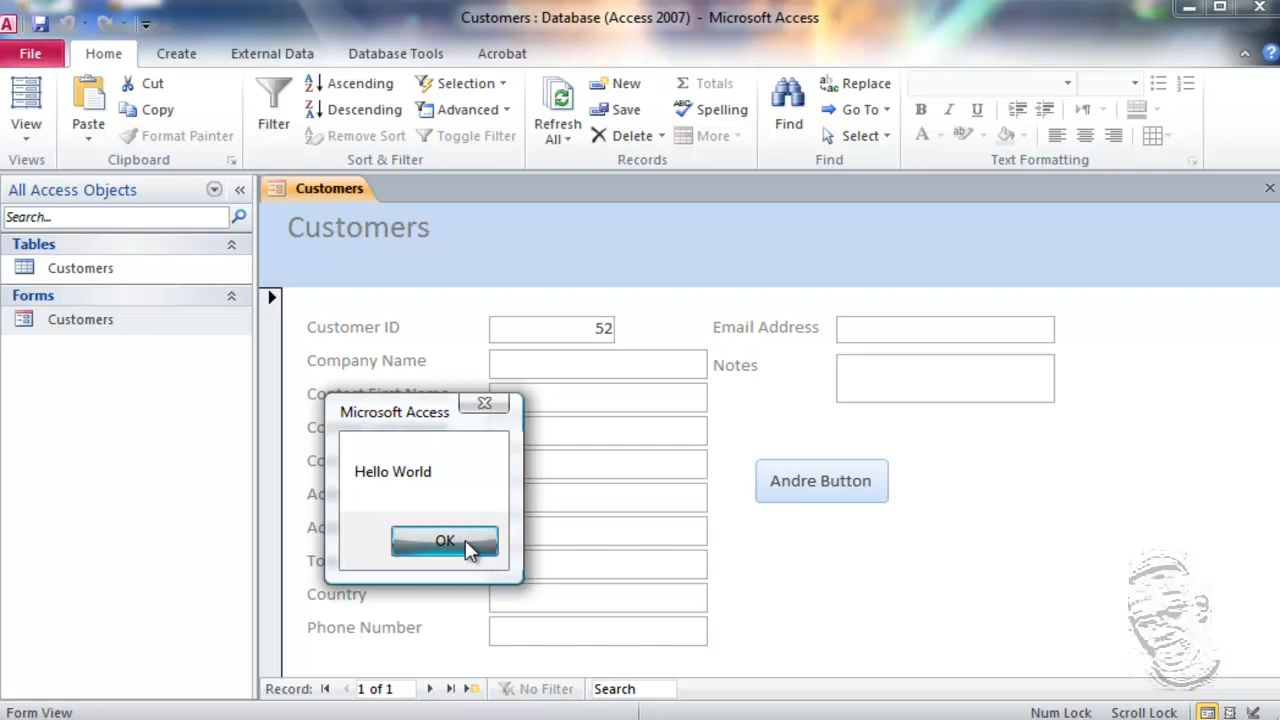 Customers : Database (Access 2007) - Microsoft Access
File
Home
Create
External Data
Database Tools
Acrobat
View
Views
Paste
Cut
Copy
Format Painter
Clipboard
Filter
Ascending
Descending
Remove Sort
Selection
Advanced
Toggle Filter
Sort & Filter
Refresh
All
New
Save
Delete
Totals
Spelling
More
Records
Find
Replace
Go To
Select
Find
Text Formatting
All Access Objects
Search...
Tables
Customers
Forms
Customers
Customers
Customers
Customer ID
52
Company Name
Email Address
Notes
Microsoft Access
Hello World
OK
Andre Button
Country
Phone Number
Record:
1 of 1
No Filter
Search
Form View
Num Lock
Scroll Lock